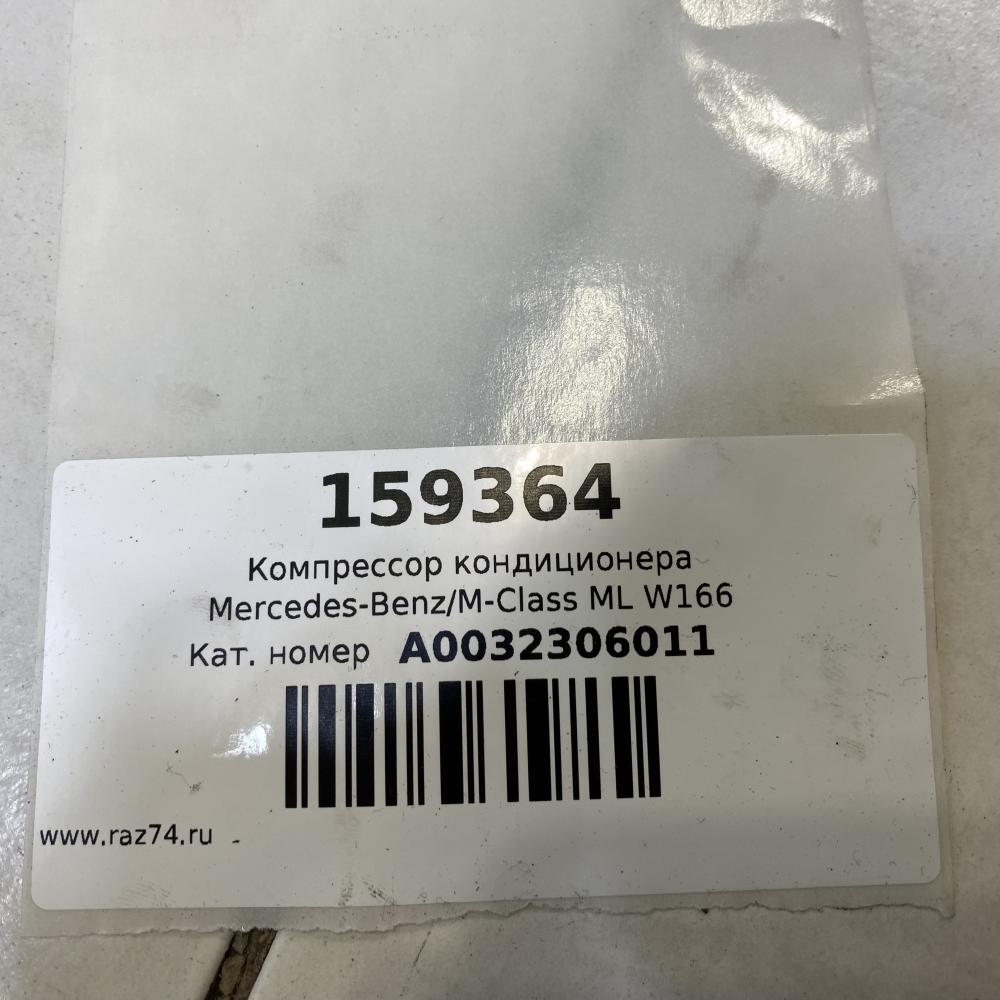 159364
Компрессор кондиционера
Mercedes-Benz/M-Class ML W166
Кат. номер A0032306011
www.raz74.ru